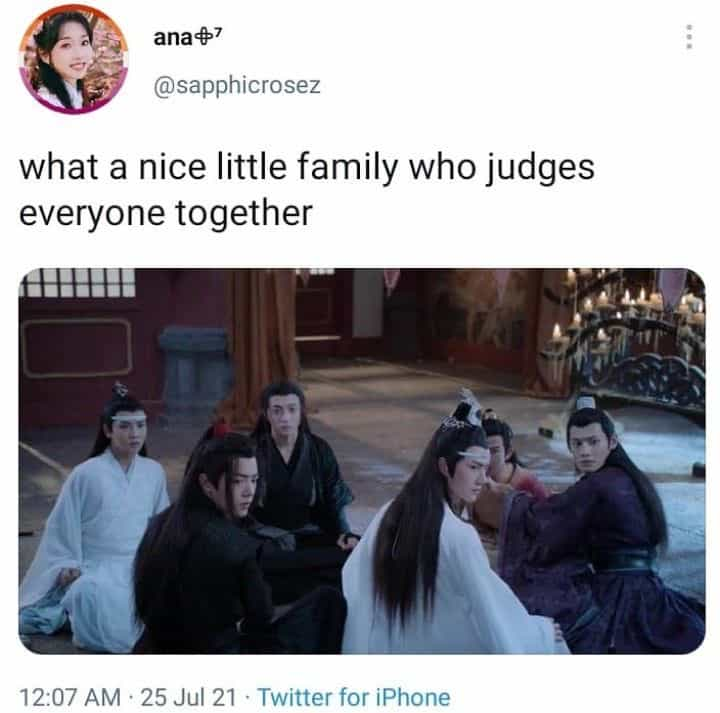 ana⁷
@sapphicrosez
what a nice little family who judges
everyone together
12:07 AM · 25 Jul 21 · Twitter for iPhone